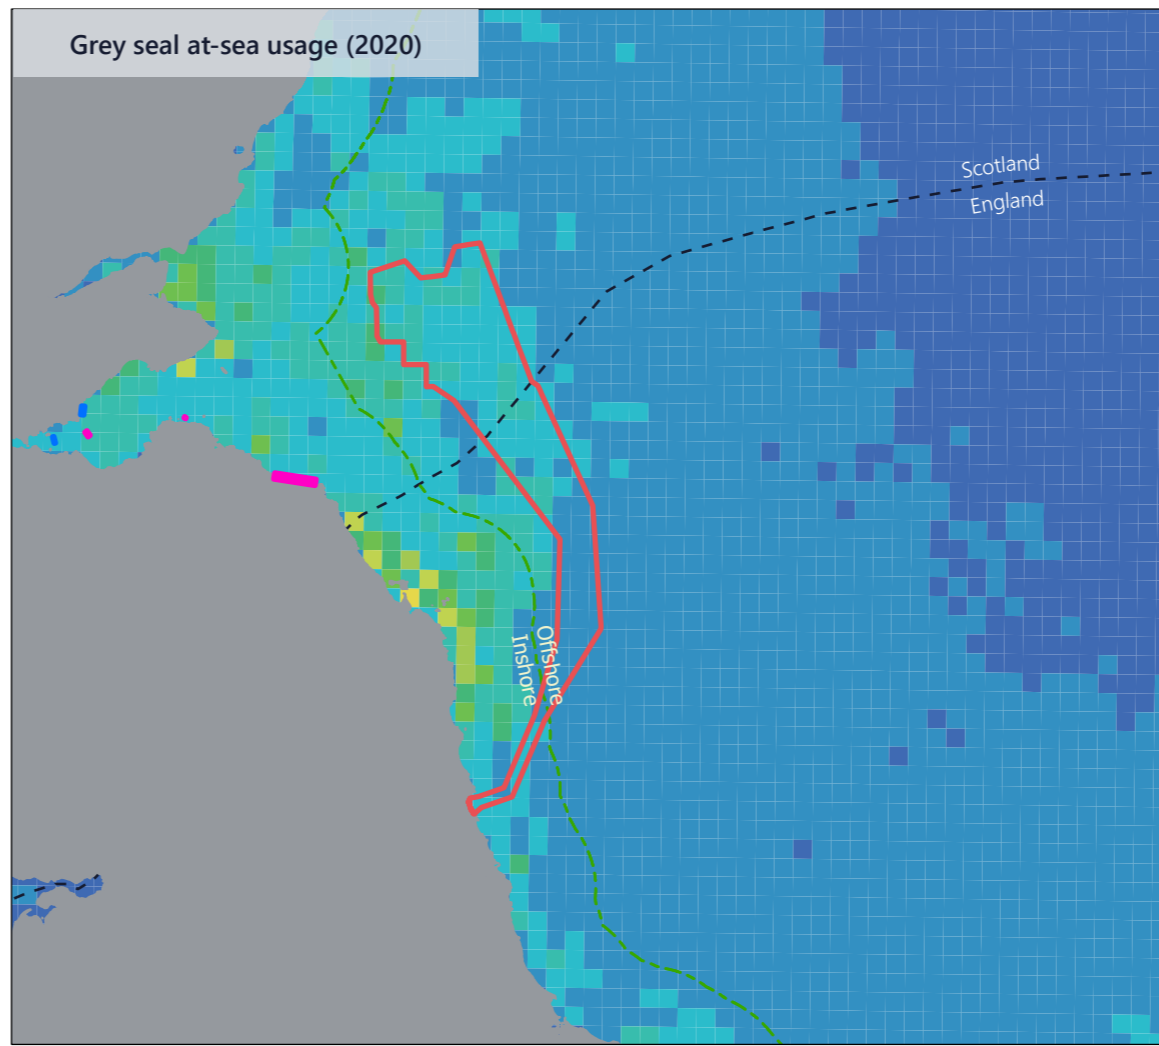 Grey seal at-sea usage (2020)
Scotland
England
Offshore
Inshore